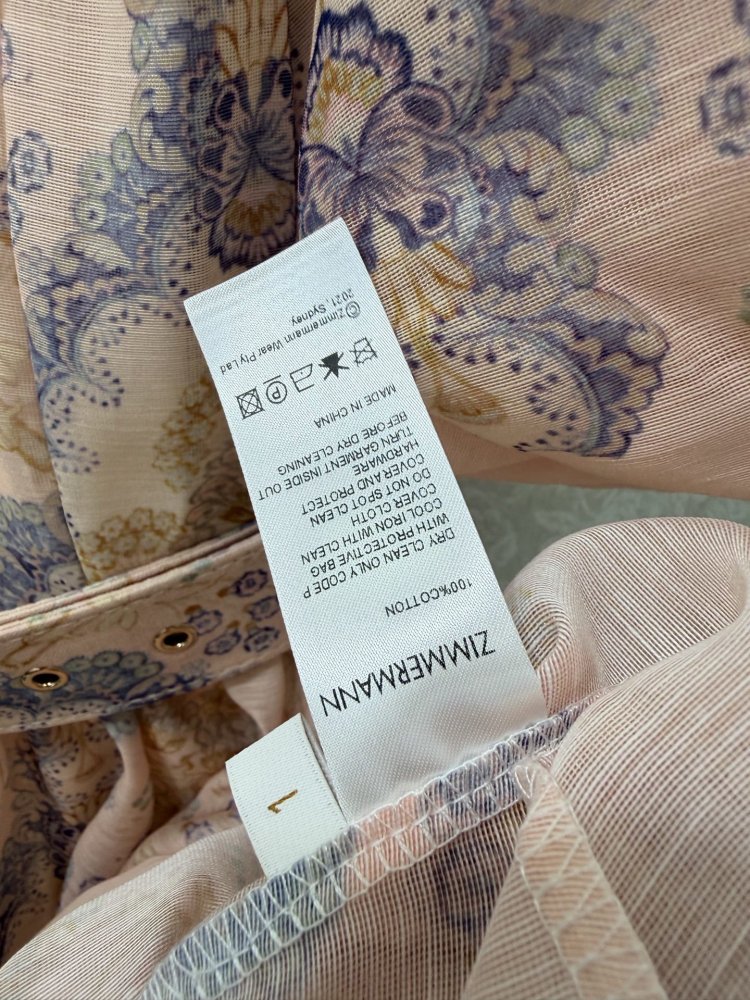 ZIMMERMANN
100%COTTON
DRY CLEAN ONLY CODE P
WITH PROTECTIVE BAG
COOL IRON WITH CLEAN
COVER CLOTH
DO NOT SPOT CLEAN
COVER AND PROTECT
HARDWARE
TURN GARMENT INSIDE OUT
BEFORE DRY CLEANING
MADE IN CHINA
P
©Zimmermann Wear Ply Lad
2021, Sydney
1